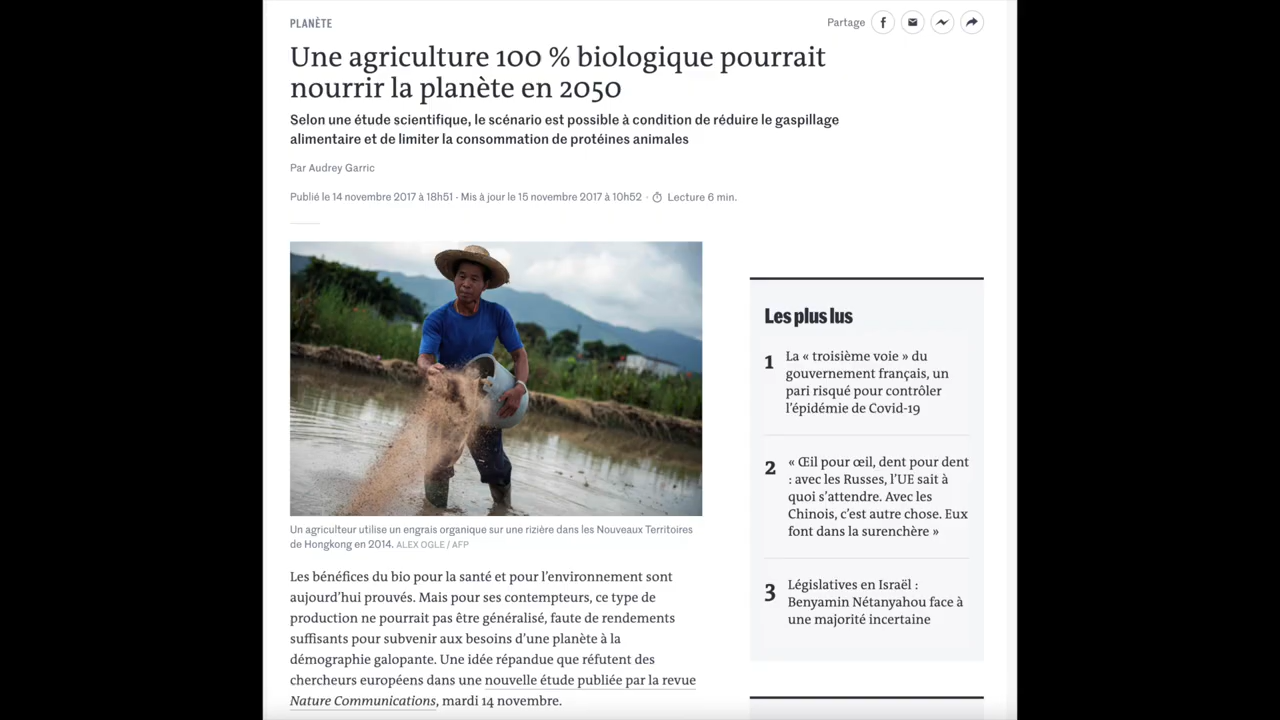 PLANÈTE
Partage
Une agriculture 100 % biologique pourrait
nourrir la planète en 2050
Selon une étude scientifique, le scénario est possible à condition de réduire le gaspillage
alimentaire et de limiter la consommation de protéines animales
Par Audrey Garric
Publié le 14 novembre 2017 à 18h51 - Mis à jour le 15 novembre 2017 à 10h52 · Lecture 6 min.
Un agriculteur utilise un engrais organique sur une rizière dans les Nouveaux Territoires
de Hongkong en 2014. ALEX OGLE / AFP
Les bénéfices du bio pour la santé et pour l’environnement sont
aujourd’hui prouvés. Mais pour ses contempteurs, ce type de
production ne pourrait pas être généralisé, faute de rendements
suffisants pour subvenir aux besoins d’une planète à la
démographie galopante. Une idée répandue que réfutent des
chercheurs européens dans une nouvelle étude publiée par la revue
Nature Communications, mardi 14 novembre.
Les plus lus
1 La « troisième voie » du
gouvernement français, un
pari risqué pour contrôler
l’épidémie de Covid-19
2 « Œil pour œil, dent pour dent
: avec les Russes, l’UE sait à
quoi s’attendre. Avec les
Chinois, c’est autre chose. Eux
font dans la surenchère »
3 Législatives en Israël :
Benyamin Nétanyahou face à
une majorité incertaine